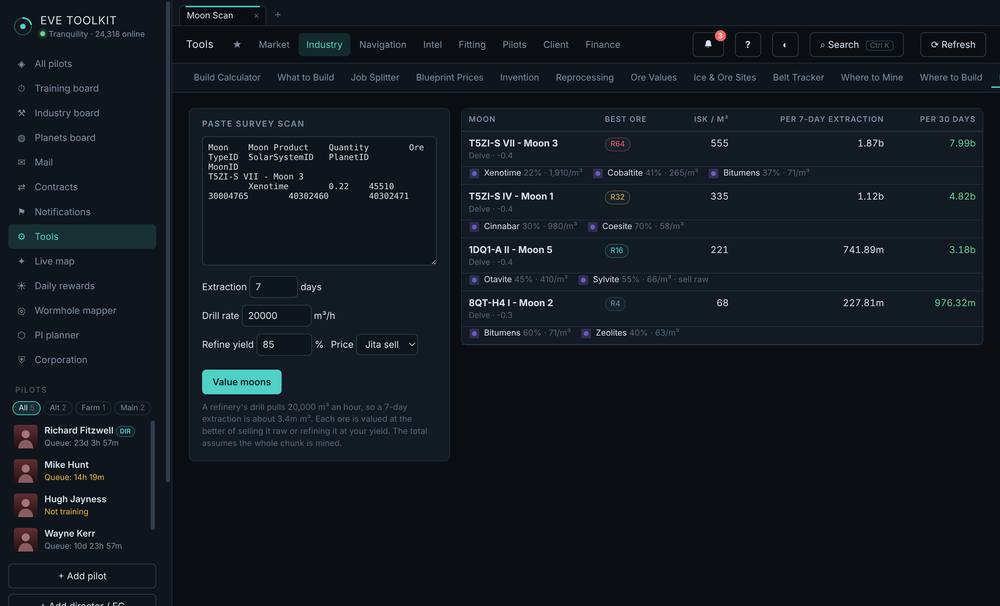 EVE TOOLKIT
Tranquility · 24,318 online
All pilots
Training board
Industry board
Planets board
Mail
Contracts
Notifications
Tools
Live map
Daily rewards
Wormhole mapper
PI planner
Corporation
PILOTS
All 5 Alt 2 Farm 1 Main 2
Richard Fitzwell DIR
Queue: 23d 3h 57m
Mike Hunt
Queue: 14h 19m
Hugh Jayness
Not training
Wayne Kerr
Queue: 10d 23h 57m
+ Add pilot
+ Add director / FC
Moon Scan × +
Tools ★ Market Industry Navigation Intel Fitting Pilots Client Finance 3 ? Search Ctrl K ⟳ Refresh
Build Calculator What to Build Job Splitter Blueprint Prices Invention Reprocessing Ore Values Ice & Ore Sites Belt Tracker Where to Mine Where to Build
PASTE SURVEY SCAN
Moon Moon Product Quantity Ore
TypeID SolarSystemID PlanetID
MoonID
T5ZI-S VII - Moon 3
Xenotime 0.22 45510
30004765 40302460 40302471
Extraction 7 days
Drill rate 20000 m³/h
Refine yield 85 % Price Jita sell
Value moons
A refinery's drill pulls 20,000 m³ an hour, so a 7-day
extraction is about 3.4m m³. Each ore is valued at the
better of selling it raw or refining it at your yield. The total
assumes the whole chunk is mined.
MOON BEST ORE ISK / M³ PER 7-DAY EXTRACTION PER 30 DAYS
T5ZI-S VII - Moon 3 R64 555 1.87b 7.99b
Delve · -0.4
Xenotime 22% · 1,910/m³ Cobaltite 41% · 265/m³ Bitumens 37% · 71/m³
T5ZI-S IV - Moon 1 R32 335 1.12b 4.82b
Delve · -0.4
Cinnabar 30% · 980/m³ Coesite 70% · 58/m³
1DQ1-A II - Moon 5 R16 221 741.89m 3.18b
Delve · -0.4
Otavite 45% · 410/m³ Sylvite 55% · 66/m³ · sell raw
8QT-H4 I - Moon 2 R4 68 227.81m 976.32m
Delve · -0.3
Bitumens 60% · 71/m³ Zeolites 40% · 63/m³